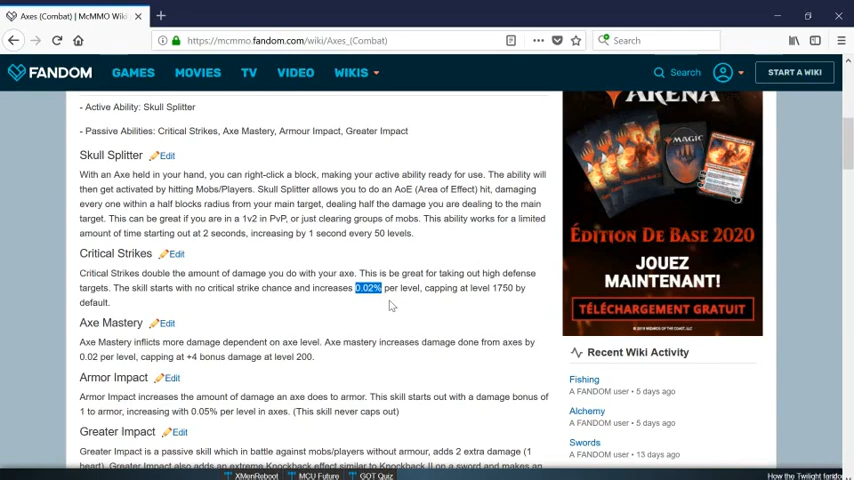 Axes (Combat) | McMMO Wiki
https://mcmmo.fandom.com/wiki/Axes_(Combat)
Search
FANDOM GAMES MOVIES TV VIDEO WIKIS Search START A WIKI
- Active Ability: Skull Splitter
- Passive Abilities: Critical Strikes, Axe Mastery, Armour Impact, Greater Impact
Skull Splitter Edit
With an Axe held in your hand, you can right-click a block, making your active ability ready for use. The ability will
then get activated by hitting Mobs/Players. Skull Splitter allows you to do an AoE (Area of Effect) hit, damaging
every one within a half blocks radius from your main target, dealing half the damage you are dealing to the main
target. This can be great if you are in a 1v2 in PvP, or just clearing groups of mobs. This ability works for a limited
amount of time starting out at 2 seconds, increasing by 1 second every 50 levels.
Critical Strikes Edit
Critical Strikes double the amount of damage you do with your axe. This is be great for taking out high defense
targets. The skill starts with no critical strike chance and increases 0.02% per level, capping at level 1750 by
default.
Axe Mastery Edit
Axe Mastery inflicts more damage dependent on axe level. Axe mastery increases damage done from axes by
0.02 per level, capping at +4 bonus damage at level 200.
Armor Impact Edit
Armor Impact increases the amount of damage an axe does to armor. This skill starts out with a damage bonus of
1 to armor, increasing with 0.05% per level in axes. (This skill never caps out)
Greater Impact Edit
Greater Impact is a passive skill which in battle against mobs/players without armour, adds 2 extra damage (1
heart). Greater Impact also adds an extreme Knockback effect similar to Knockback II on a sword and makes an
ARENA
MAGIC
ÉDITION DE BASE 2020
JOUEZ
MAINTENANT!
TÉLÉCHARGEMENT GRATUIT
Recent Wiki Activity
Fishing
A FANDOM user • 5 days ago
Alchemy
A FANDOM user • 5 days ago
Swords
A FANDOM user • 13 days ago
XMenReboot MCU Future GOT Quiz How the Twilight fandom